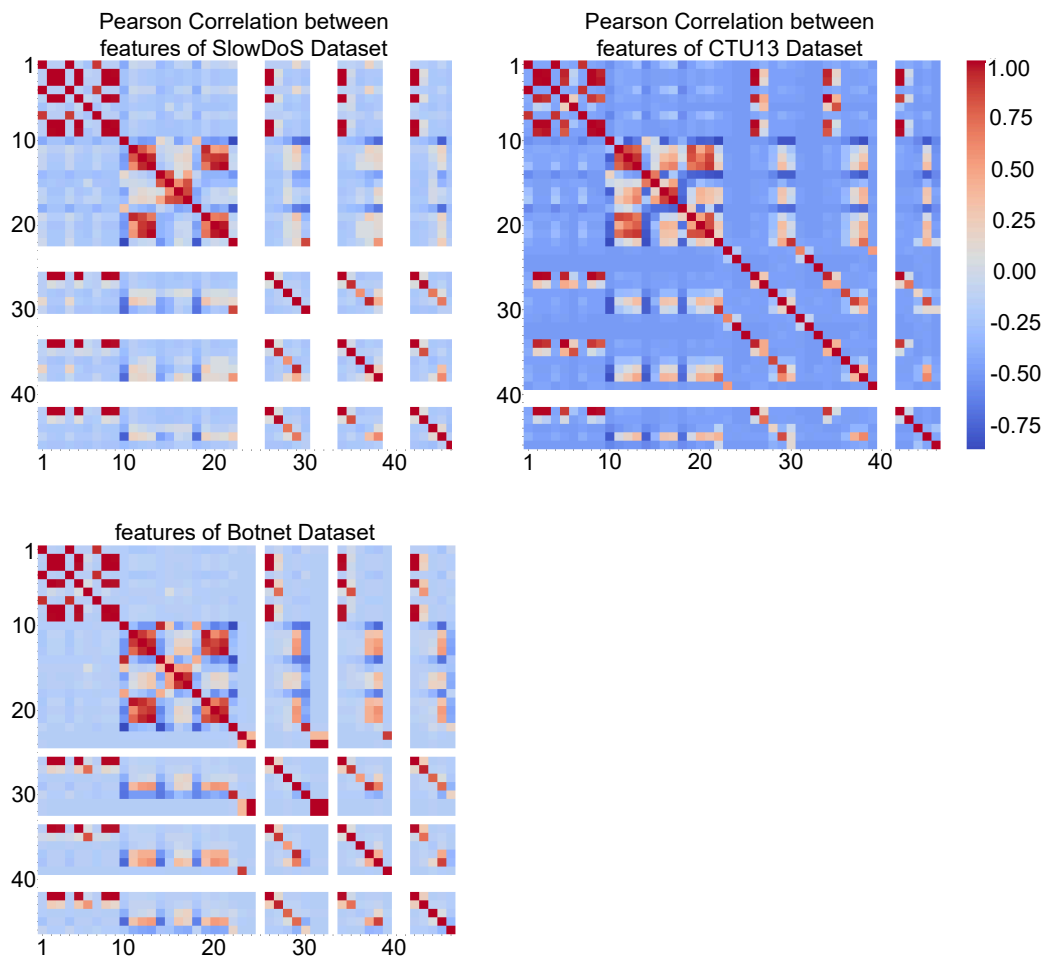 Pearson Correlation between
features of SlowDoS Dataset
1
10
20
30
40
1 10 20 30 40
Pearson Correlation between
features of CTU13 Dataset
1
10
20
30
40
1 10 20 30 40
1.00
0.75
0.50
0.25
0.00
-0.25
-0.50
-0.75
features of Botnet Dataset
1
10
20
30
40
1 10 20 30 40